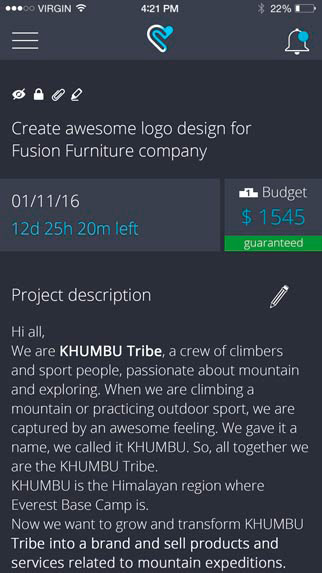 VIRGIN 4:21 PM 22%
Create awesome logo design for
Fusion Furniture company
01/11/16
12d 25h 20m left
1 Budget
$ 1545
guaranteed
Project description
Hi all,
We are KHUMBU Tribe, a crew of climbers
and sport people, passionate about mountain
and exploring. When we are climbing a
mountain or practicing outdoor sport, we are
captured by an awesome feeling. We gave it a
name, we called it KHUMBU. So, all together we
are the KHUMBU Tribe.
KHUMBU is the Himalayan region where
Everest Base Camp is.
Now we want to grow and transform KHUMBU
Tribe into a brand and sell products and
services related to mountain expeditions.